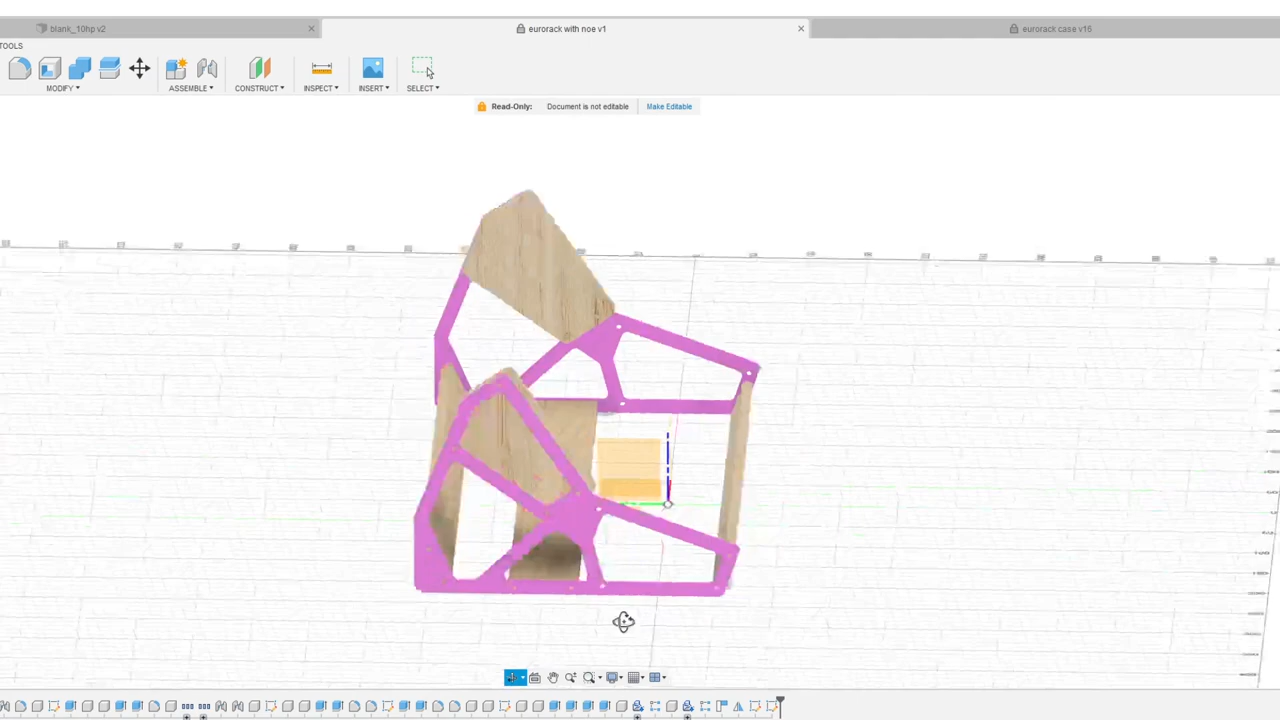 blank_10hp v2
eurorack with noe v1
eurorack case v16
TOOLS
MODIFY
ASSEMBLE
CONSTRUCT
INSPECT
INSERT
SELECT
Read-Only: Document is not editable Make Editable